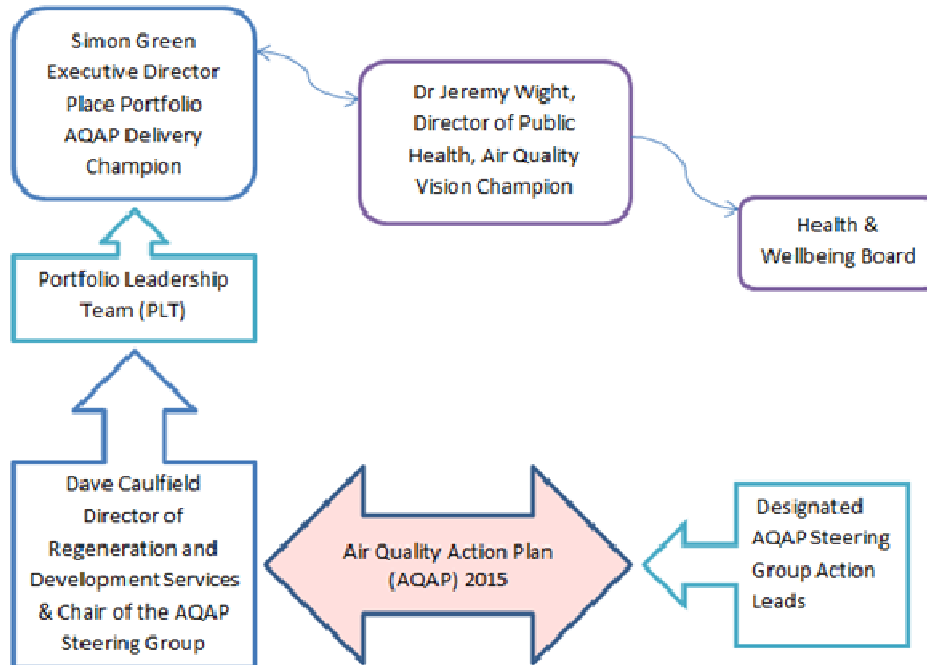 Simon Green
Executive Director
Place Portfolio
AQAP Delivery
Champion
Dr Jeremy Wight,
Director of Public
Health, Air Quality
Vision Champion
Health &
Wellbeing Board
Portfolio Leadership
Team (PLT)
Dave Caulfield
Director of
Regeneration and
Development Services
& Chair of the AQAP
Steering Group
Air Quality Action Plan
(AQAP) 2015
Designated
AQAP Steering
Group Action
Leads